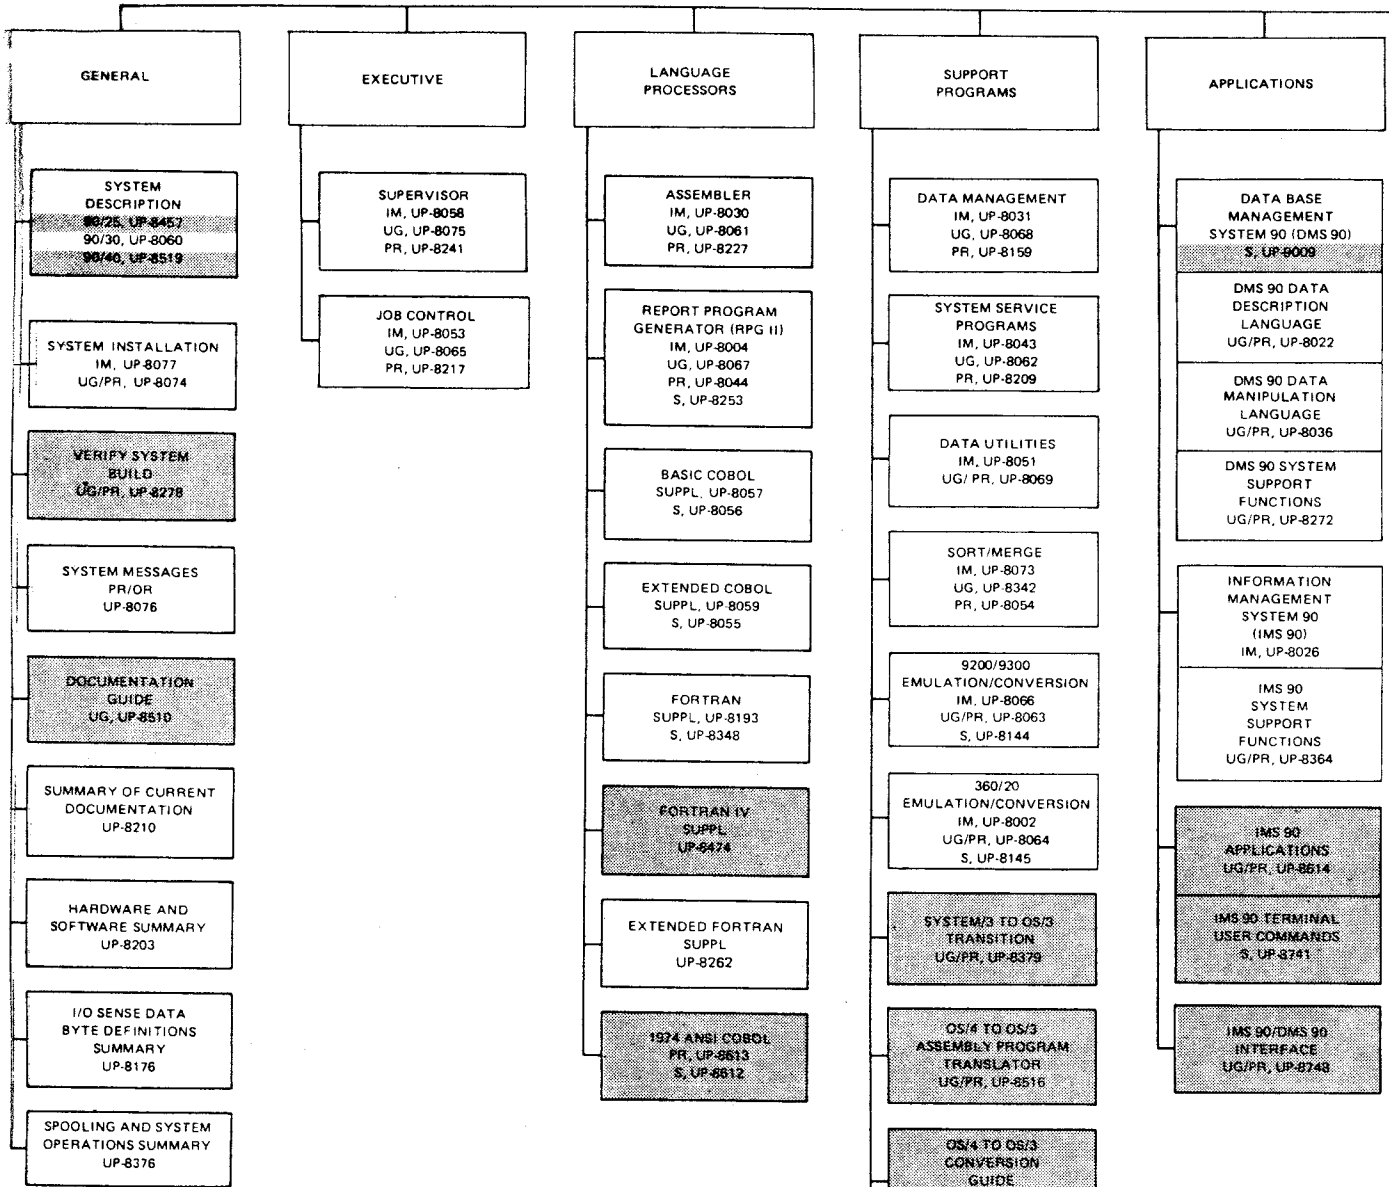 GENERAL
SYSTEM
DESCRIPTION
90/25, UP-8457
90/30, UP-8060
90/40, UP-8519
SYSTEM INSTALLATION
IM, UP-8077
UG/PR, UP-8074
VERIFY SYSTEM
BUILD
UG/PR, UP-8278
SYSTEM MESSAGES
PR/OR
UP-8076
DOCUMENTATION
GUIDE
UG, UP-8510
SUMMARY OF CURRENT
DOCUMENTATION
UP-8210
HARDWARE AND
SOFTWARE SUMMARY
UP-8203
I/O SENSE DATA
BYTE DEFINITIONS
SUMMARY
UP-8176
SPOOLING AND SYSTEM
OPERATIONS SUMMARY
UP-8376
EXECUTIVE
SUPERVISOR
IM, UP-8058
UG, UP-8075
PR, UP-8241
JOB CONTROL
IM, UP-8053
UG, UP-8065
PR, UP-8217
LANGUAGE
PROCESSORS
ASSEMBLER
IM, UP-8030
UG, UP-8061
PR, UP-8227
REPORT PROGRAM
GENERATOR (RPG II)
IM, UP-8004
UG, UP-8067
PR, UP-8044
S, UP-8253
BASIC COBOL
SUPPL, UP-8057
S, UP-8056
EXTENDED COBOL
SUPPL, UP-8059
S, UP-8055
FORTRAN
SUPPL, UP-8193
S, UP-8348
FORTRAN IV
SUPPL
UP-8474
EXTENDED FORTRAN
SUPPL
UP-8262
1974 ANSI COBOL
PR, UP-8613
S, UP-8612
SUPPORT
PROGRAMS
DATA MANAGEMENT
IM, UP-8031
UG, UP-8068
PR, UP-8159
SYSTEM SERVICE
PROGRAMS
IM, UP-8043
UG, UP-8062
PR, UP-8209
DATA UTILITIES
IM, UP-8051
UG/ PR, UP-8069
SORT/MERGE
IM, UP-8073
UG, UP-8342
PR, UP-8054
9200/9300
EMULATION/CONVERSION
IM, UP-8066
UG/PR, UP-8063
S, UP-8144
360/20
EMULATION/CONVERSION
IM, UP-8002
UG/PR, UP-8064
S, UP-8145
SYSTEM/3 TO OS/3
TRANSITION
UG/PR, UP-8379
OS/4 TO OS/3
ASSEMBLY PROGRAM
TRANSLATOR
UG/PR, UP-8516
OS/4 TO OS/3
CONVERSION
GUIDE
APPLICATIONS
DATA BASE
MANAGEMENT
SYSTEM 90 (DMS 90)
S, UP-9009
DMS 90 DATA
DESCRIPTION
LANGUAGE
UG/PR, UP-8022
DMS 90 DATA
MANIPULATION
LANGUAGE
UG/PR, UP-8036
DMS 90 SYSTEM
SUPPORT
FUNCTIONS
UG/PR, UP-8272
INFORMATION
MANAGEMENT
SYSTEM 90
(IMS 90)
IM, UP-8026
IMS 90
SYSTEM
SUPPORT
FUNCTIONS
UG/PR, UP-8364
IMS 90
APPLICATIONS
UG/PR, UP-8614
IMS 90 TERMINAL
USER COMMANDS
S, UP-8741
IMS 90/DMS 90
INTERFACE
UG/PR, UP-8748